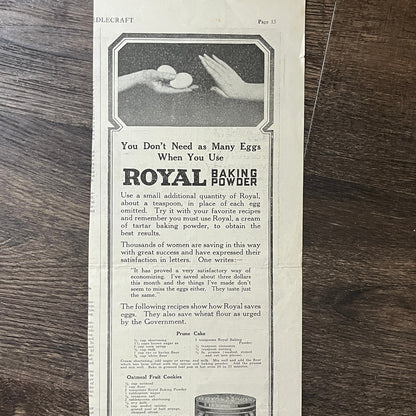 DLECRAFT
Page 15
You Don't Need as Many Eggs
When You Use
ROYAL BAKING POWDER
Use a small additional quantity of Royal,
about a teaspoon, in place of each egg
omitted. Try it with your favorite recipes
and remember you must use Royal, a cream
of tartar baking powder, to obtain the
best results.
Thousands of women are saving in this way
with great success and have expressed their
satisfaction in letters. One writes:—
"It has proved a very satisfactory way of
economizing. I've saved about three dollars
this month and the things I've made don't
seem to miss the eggs either. They taste just
the same."
The following recipes show how Royal saves
eggs. They also save wheat flour as urged
by the Government.
Prune Cake
Oatmeal Fruit Cookies